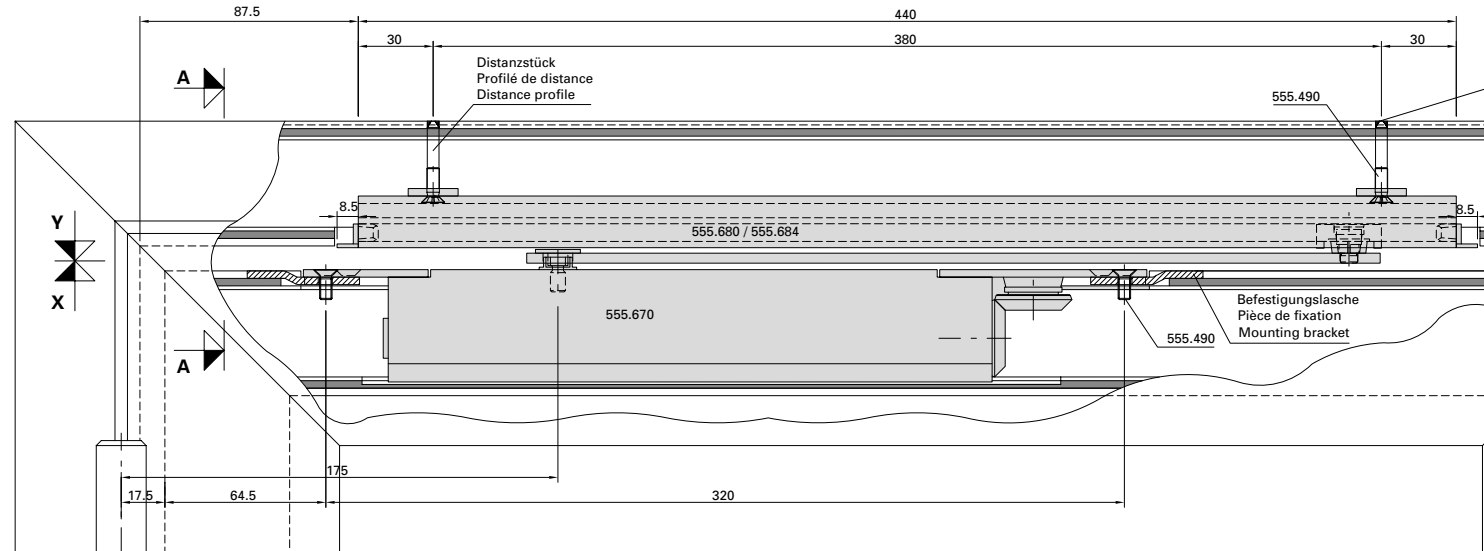 87.5
440
30
380
30
A
Distanzstück
Profilé de distance
Distance profile
555.490
Y
8.5
8.5
555.680 / 555.684
X
Befestigungslasche
Pièce de fixation
Mounting bracket
555.670
555.490
A
175
17.5
64.5
320